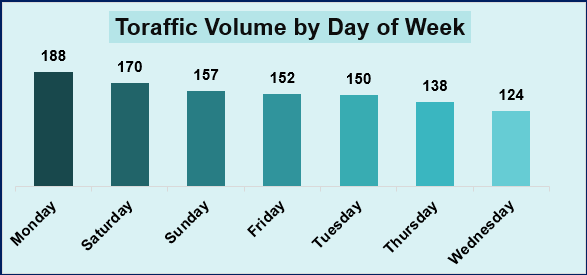 Toraffic Volume by Day of Week
188
170
157
152
150
138
124
Monday
Saturday
Sunday
Friday
Tuesday
Thursday
Wednesday